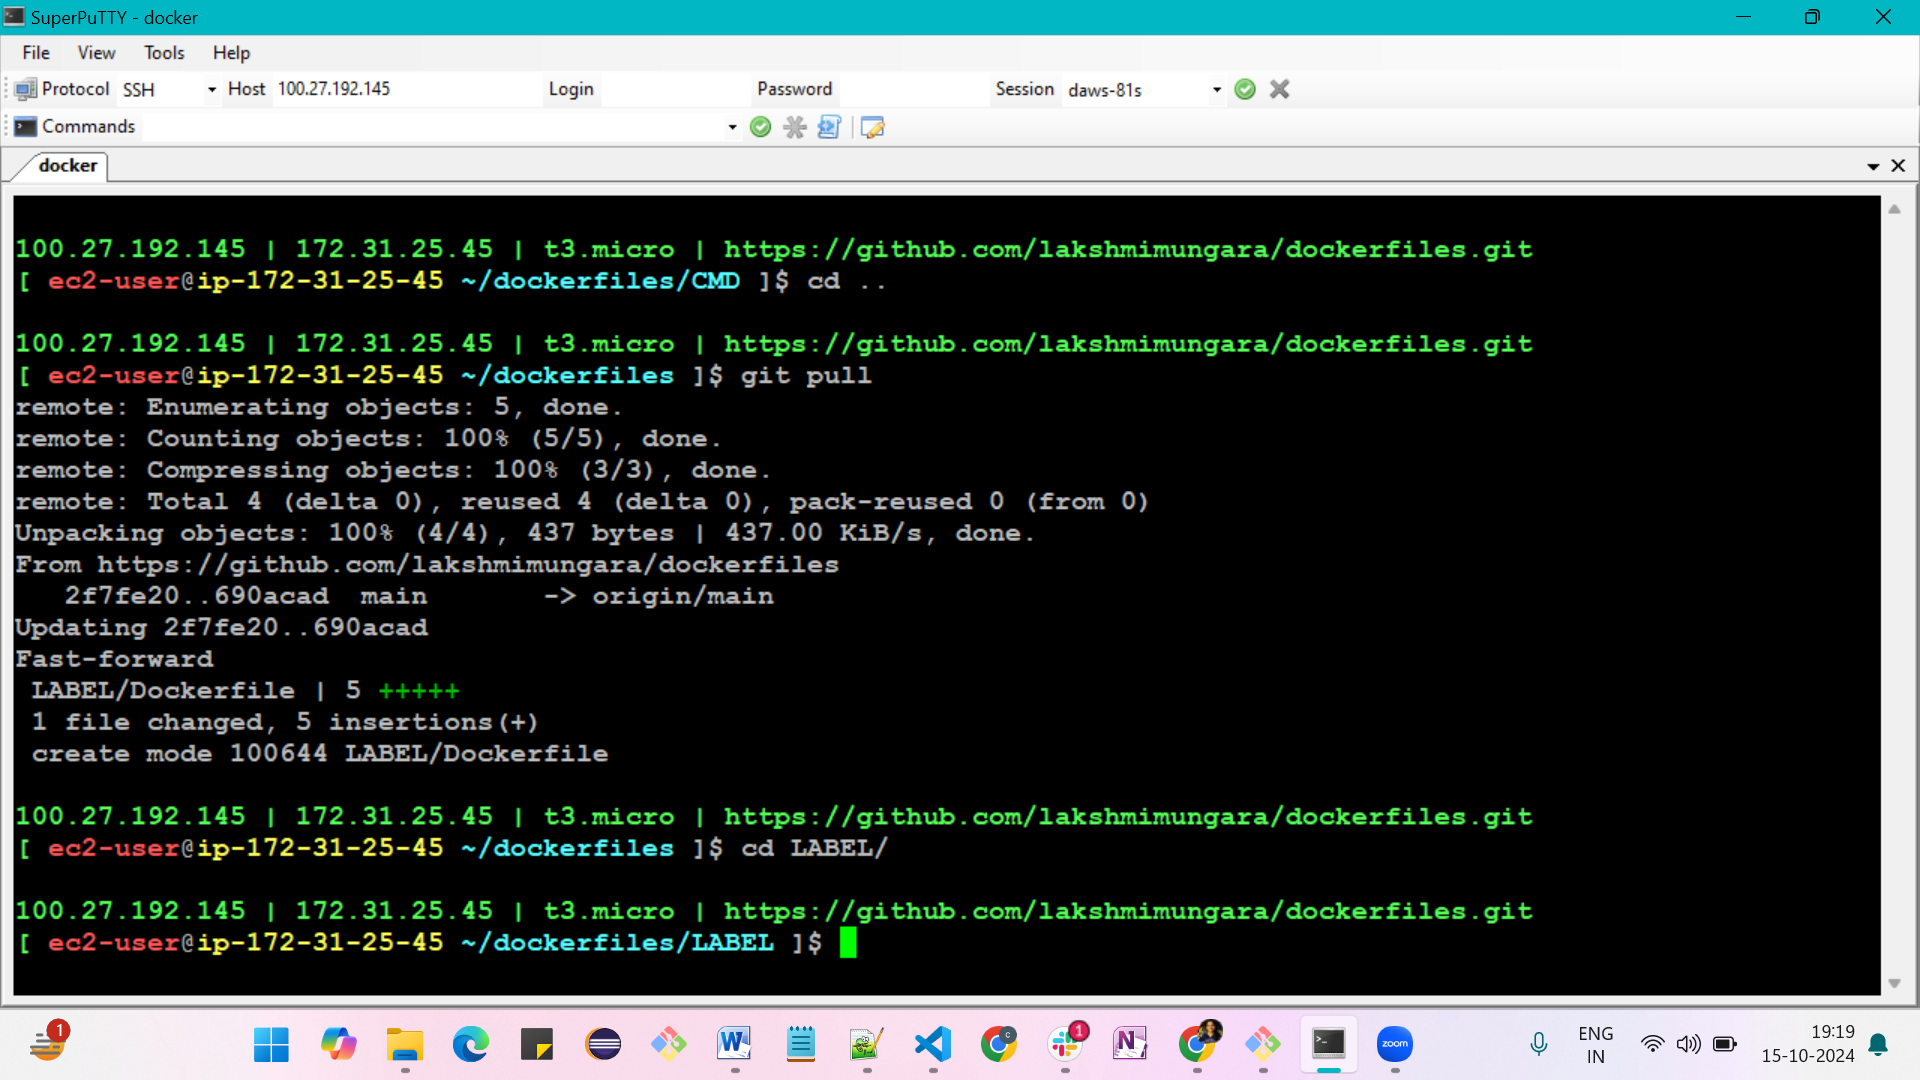 SuperPuTTY - docker
File View Tools Help
Protocol SSH Host 100.27.192.145 Login Password Session daws-81s
Commands
docker
100.27.192.145 | 172.31.25.45 | t3.micro | https://github.com/lakshmimungara/dockerfiles.git
[ ec2-user@ip-172-31-25-45 ~/dockerfiles/CMD ]$ cd ..
100.27.192.145 | 172.31.25.45 | t3.micro | https://github.com/lakshmimungara/dockerfiles.git
[ ec2-user@ip-172-31-25-45 ~/dockerfiles ]$ git pull
remote: Enumerating objects: 5, done.
remote: Counting objects: 100% (5/5), done.
remote: Compressing objects: 100% (3/3), done.
remote: Total 4 (delta 0), reused 4 (delta 0), pack-reused 0 (from 0)
Unpacking objects: 100% (4/4), 437 bytes | 437.00 KiB/s, done.
From https://github.com/lakshmimungara/dockerfiles
   2f7fe20..690acad  main       -> origin/main
Updating 2f7fe20..690acad
Fast-forward
 LABEL/Dockerfile | 5 +++++
 1 file changed, 5 insertions(+)
 create mode 100644 LABEL/Dockerfile
100.27.192.145 | 172.31.25.45 | t3.micro | https://github.com/lakshmimungara/dockerfiles.git
[ ec2-user@ip-172-31-25-45 ~/dockerfiles ]$ cd LABEL/
100.27.192.145 | 172.31.25.45 | t3.micro | https://github.com/lakshmimungara/dockerfiles.git
[ ec2-user@ip-172-31-25-45 ~/dockerfiles/LABEL ]$
1 W C 1 N zoom ENG 19:19
IN 15-10-2024